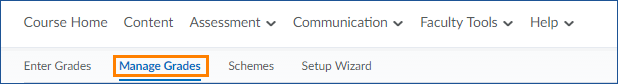 Course Home Content Assessment Communication Faculty Tools Help
Enter Grades Manage Grades Schemes Setup Wizard